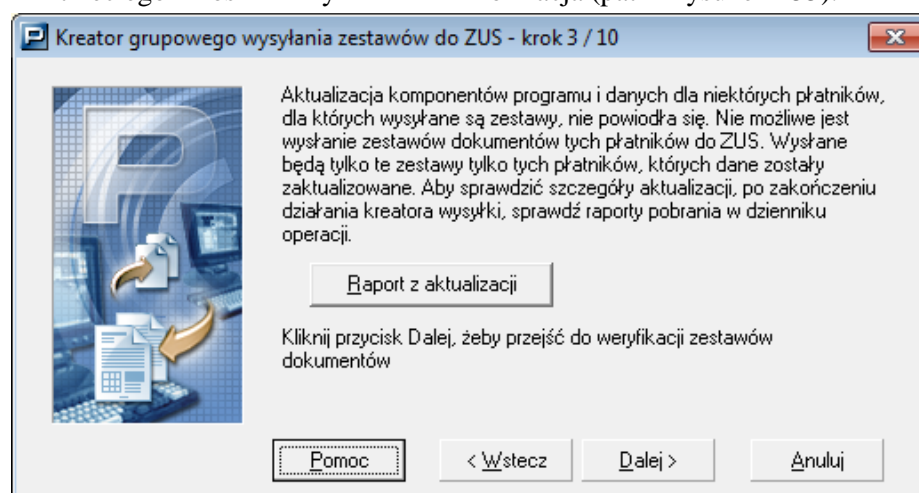 Kreator grupowego wysyłania zestawów do ZUS - krok 3 / 10
Aktualizacja komponentów programu i danych dla niektórych płatników,
dla których wysyłane są zestawy, nie powiodła się. Nie możliwe jest
wysłanie zestawów dokumentów tych płatników do ZUS. Wysłane
będą tylko te zestawy tylko tych płatników, których dane zostały
zaktualizowane. Aby sprawdzić szczegóły aktualizacji, po zakończeniu
działania kreatora wysyłki, sprawdź raporty pobrania w dzienniku
operacji.
Raport z aktualizacji
Kliknij przycisk Dalej, żeby przejść do weryfikacji zestawów
dokumentów
Pomoc < Wstecz Dalej > Anuluj